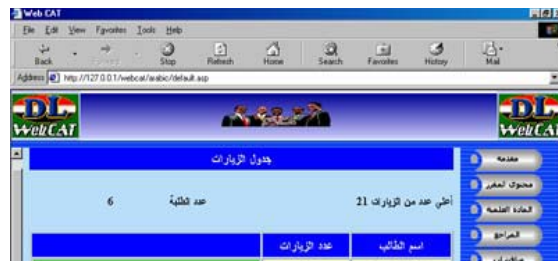 Web CAT
File Edit View Favorites Tools Help
Back Forward Stop Refresh Home Search Favorites History Mail
Address http://127.0.0.1/webcat/arabic/default.asp
DL WebCAT
DL WebCAT
جدول الزيارات
مقدمة
محتوى المقرر
أعلي عدد من الزيارات 21 عدد الطلبة 6
المادة العلمية
المراجع
اسم الطالب عدد الزيارات